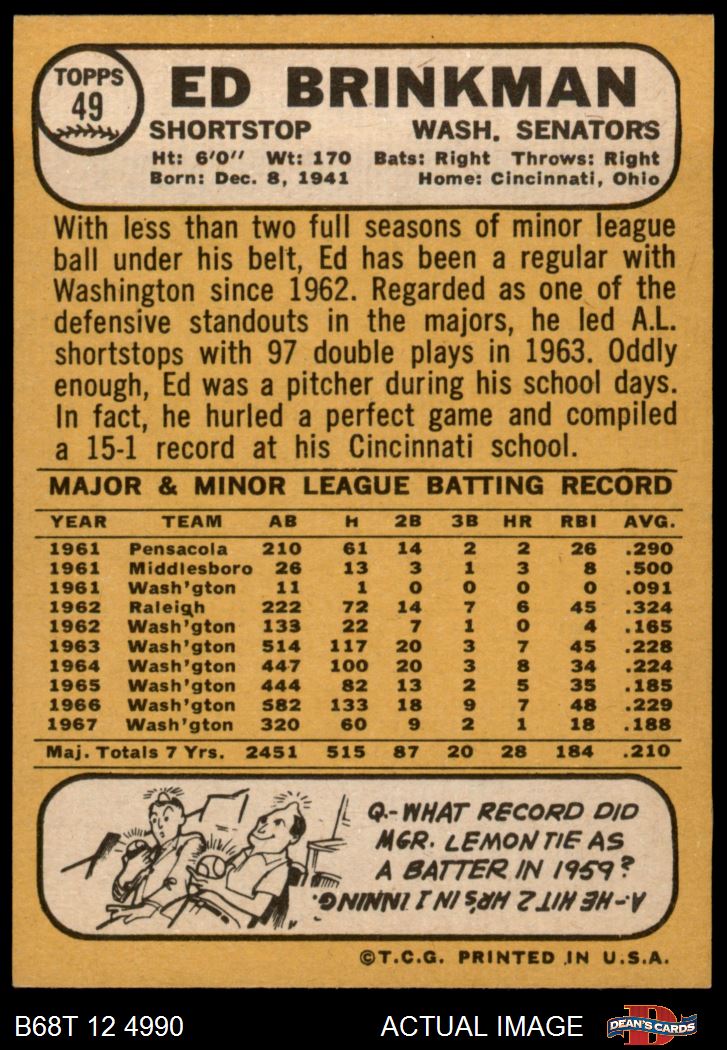 TOPPS
49
ED BRINKMAN
SHORTSTOP WASH. SENATORS
Ht: 6'0" Wt: 170 Bats: Right Throws: Right
Born: Dec. 8, 1941 Home: Cincinnati, Ohio
With less than two full seasons of minor league
ball under his belt, Ed has been a regular with
Washington since 1962. Regarded as one of the
defensive standouts in the majors, he led A.L.
shortstops with 97 double plays in 1963. Oddly
enough, Ed was a pitcher during his school days.
In fact, he hurled a perfect game and compiled
a 15-1 record at his Cincinnati school.
MAJOR & MINOR LEAGUE BATTING RECORD
YEAR TEAM AB H 2B 3B HR RBI AVG.
1961 Pensacola 210 61 14 2 2 26 .290
1961 Middlesboro 26 13 3 1 3 8 .500
1961 Wash'gton 11 1 0 0 0 0 .091
1962 Raleigh 222 72 14 7 6 45 .324
1962 Wash'gton 133 22 7 1 0 4 .165
1963 Wash'gton 514 117 20 3 7 45 .228
1964 Wash'gton 447 100 20 3 8 34 .224
1965 Wash'gton 444 82 13 2 5 35 .185
1966 Wash'gton 582 133 18 9 7 48 .229
1967 Wash'gton 320 60 9 2 1 18 .188
Maj. Totals 7 Yrs. 2451 515 87 20 28 184 .210
Q.-WHAT RECORD DID
MGR. LEMON TIE AS
A BATTER IN 1959?
A-HE HIT 2 HR'S IN 1 INNING.
©T.C.G. PRINTED IN U.S.A.
B68T 12 4990 ACTUAL IMAGE DEAN'S CARDS